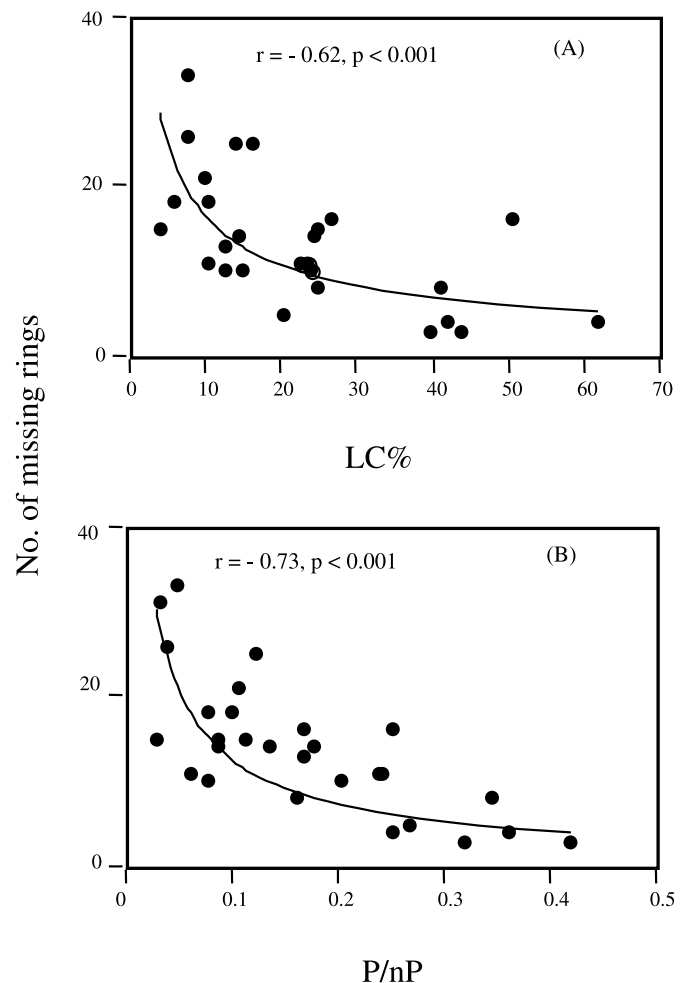 40
r = - 0.62, p < 0.001
(A)
20
0
0 10 20 30 40 50 60 70
LC%
No. of missing rings
40
r = - 0.73, p < 0.001
(B)
20
0
0 0.1 0.2 0.3 0.4 0.5
P/nP